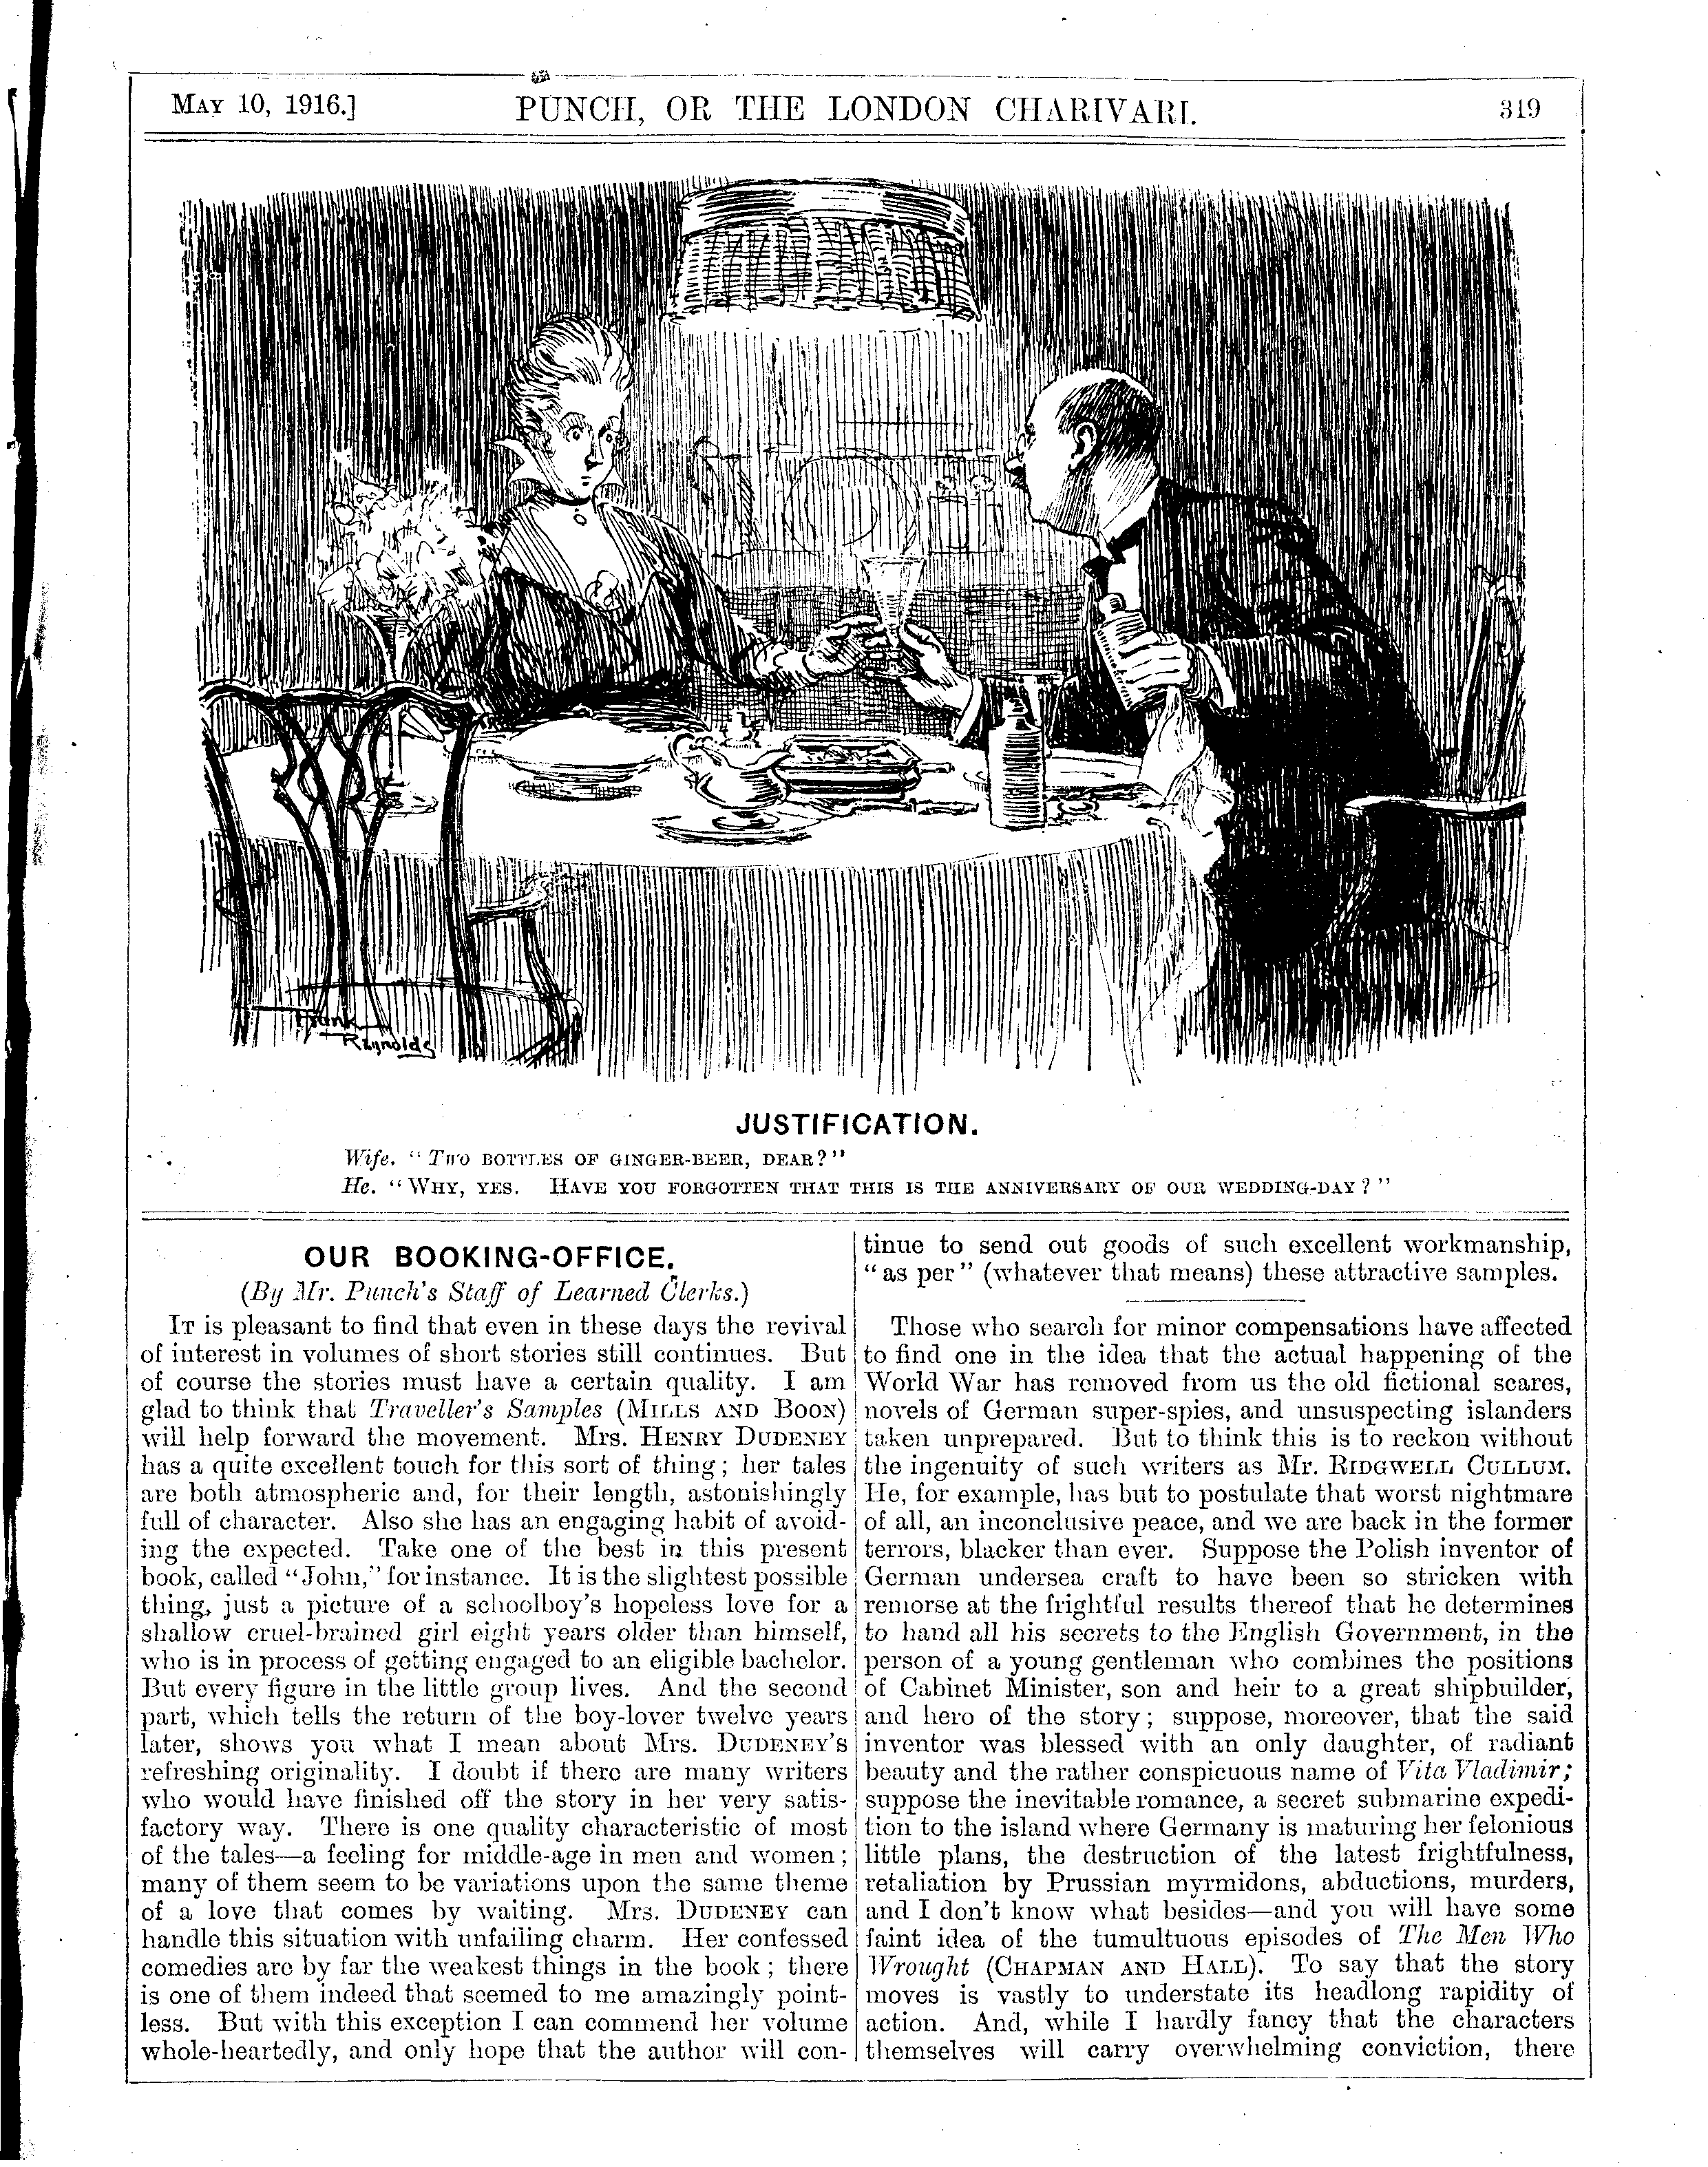 MAY 10, 1916.]
PUNCH, OR THE LONDON CHARIVARI.
319
Frank
Reynolds
JUSTIFICATION.
Wife. "TWO BOTTLES OF GINGER-BEER, DEAR?"
He. "WHY, YES. HAVE YOU FORGOTTEN THAT THIS IS THE ANNIVERSARY OF OUR WEDDING-DAY?"
OUR BOOKING-OFFICE.
(By Mr. Punch's Staff of Learned Clerks.)
IT is pleasant to find that even in these days the revival
of interest in volumes of short stories still continues. But
of course the stories must have a certain quality. I am
glad to think that Traveller's Samples (MILLS AND BOON)
will help forward the movement. Mrs. HENRY DUDENEY
has a quite excellent touch for this sort of thing; her tales
are both atmospheric and, for their length, astonishingly
full of character. Also she has an engaging habit of avoid-
ing the expected. Take one of the best in this present
book, called "John," for instance. It is the slightest possible
thing, just a picture of a schoolboy's hopeless love for a
shallow cruel-brained girl eight years older than himself,
who is in process of getting engaged to an eligible bachelor.
But every figure in the little group lives. And the second
part, which tells the return of the boy-lover twelve years
later, shows you what I mean about Mrs. DUDENEY'S
refreshing originality. I doubt if there are many writers
who would have finished off the story in her very satis-
factory way. There is one quality characteristic of most
of the tales—a feeling for middle-age in men and women;
many of them seem to be variations upon the same theme
of a love that comes by waiting. Mrs. DUDENEY can
handle this situation with unfailing charm. Her confessed
comedies are by far the weakest things in the book; there
is one of them indeed that seemed to me amazingly point-
less. But with this exception I can commend her volume
whole-heartedly, and only hope that the author will con-
tinue to send out goods of such excellent workmanship,
"as per" (whatever that means) these attractive samples.
Those who search for minor compensations have affected
to find one in the idea that the actual happening of the
World War has removed from us the old fictional scares,
novels of German super-spies, and unsuspecting islanders
taken unprepared. But to think this is to reckon without
the ingenuity of such writers as Mr. RIDGWELL CULLUM.
He, for example, has but to postulate that worst nightmare
of all, an inconclusive peace, and we are back in the former
terrors, blacker than ever. Suppose the Polish inventor of
German undersea craft to have been so stricken with
remorse at the frightful results thereof that he determines
to hand all his secrets to the English Government, in the
person of a young gentleman who combines the positions
of Cabinet Minister, son and heir to a great shipbuilder,
and hero of the story; suppose, moreover, that the said
inventor was blessed with an only daughter, of radiant
beauty and the rather conspicuous name of Vita Vladimir;
suppose the inevitable romance, a secret submarine expedi-
tion to the island where Germany is maturing her felonious
little plans, the destruction of the latest frightfulness,
retaliation by Prussian myrmidons, abductions, murders,
and I don't know what besides—and you will have some
faint idea of the tumultuous episodes of The Men Who
Wrought (CHAPMAN AND HALL). To say that the story
moves is vastly to understate its headlong rapidity of
action. And, while I hardly fancy that the characters
themselves will carry overwhelming conviction, there